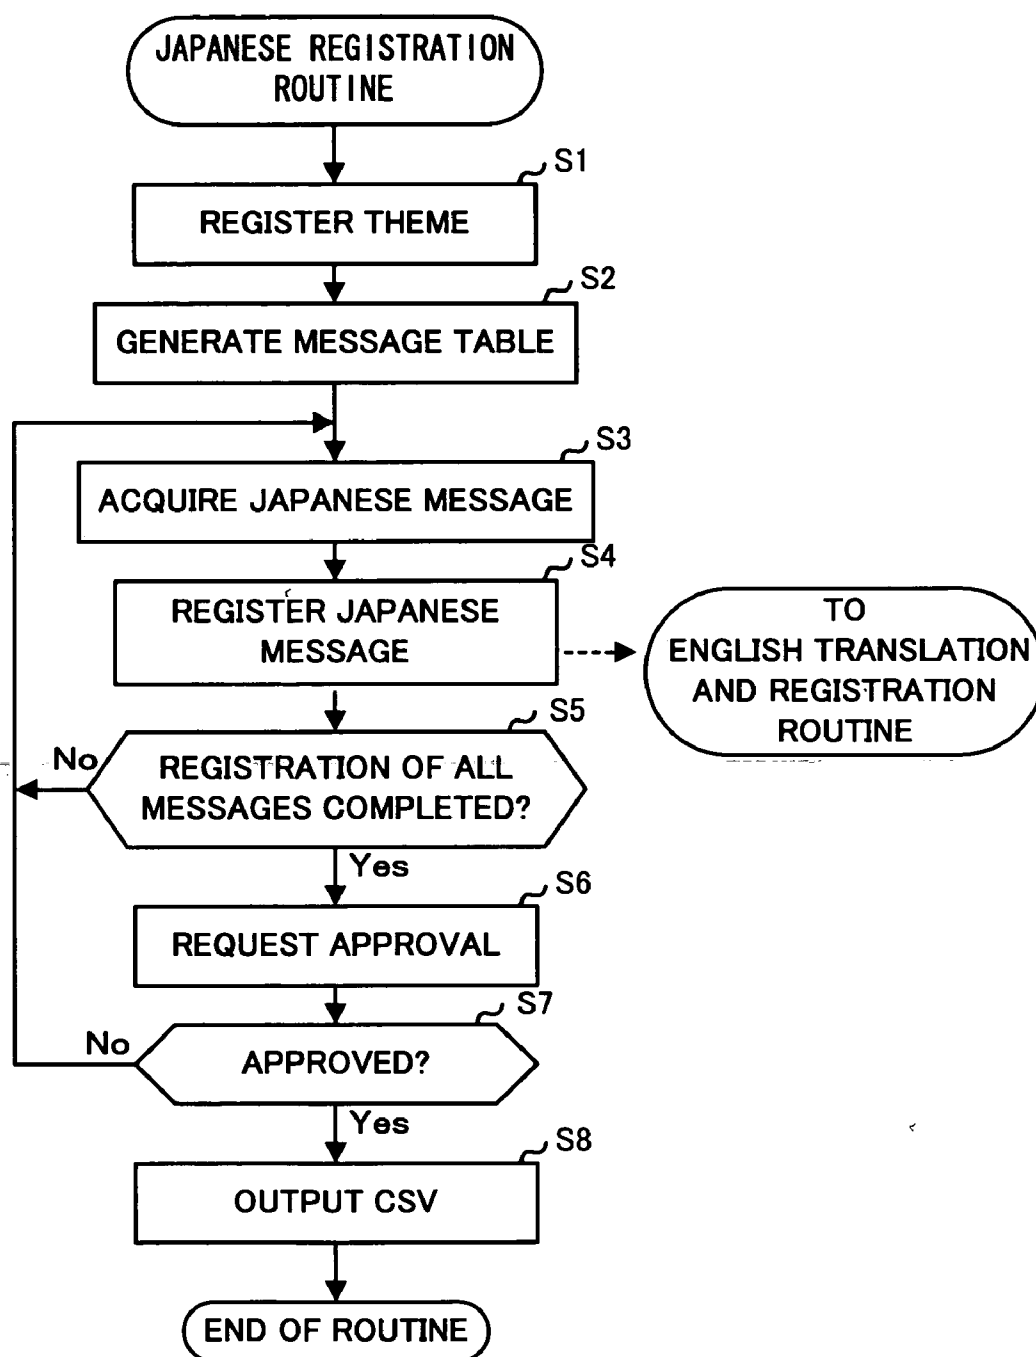 JAPANESE REGISTRATION
ROUTINE
S1
REGISTER THEME
S2
GENERATE MESSAGE TABLE
S3
ACQUIRE JAPANESE MESSAGE
S4
REGISTER JAPANESE
MESSAGE
TO
ENGLISH TRANSLATION
AND REGISTRATION
ROUTINE
S5
No
REGISTRATION OF ALL
MESSAGES COMPLETED?
Yes
S6
REQUEST APPROVAL
S7
No
APPROVED?
Yes
S8
OUTPUT CSV
END OF ROUTINE